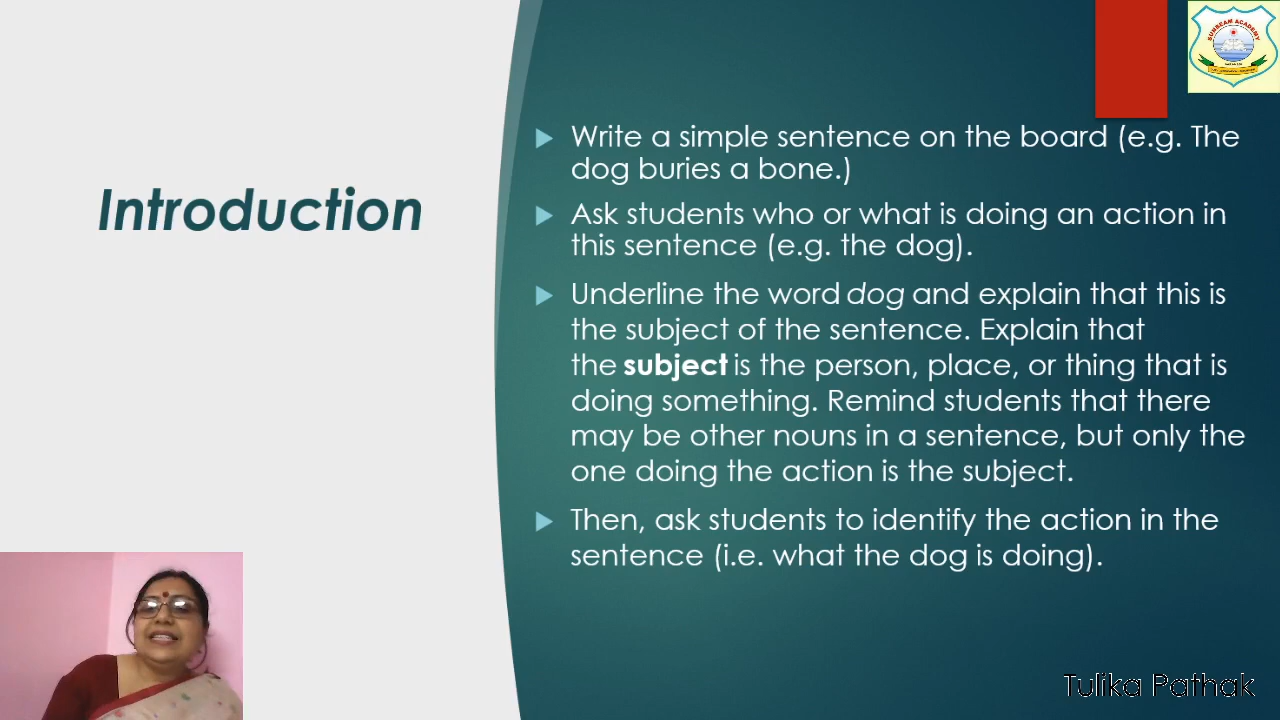 SUNBEAM ACADEMY
Introduction
Write a simple sentence on the board (e.g. The
dog buries a bone.)
Ask students who or what is doing an action in
this sentence (e.g. the dog).
Underline the word dog and explain that this is
the subject of the sentence. Explain that
the subject is the person, place, or thing that is
doing something. Remind students that there
may be other nouns in a sentence, but only the
one doing the action is the subject.
Then, ask students to identify the action in the
sentence (i.e. what the dog is doing).
Tulika Pathak